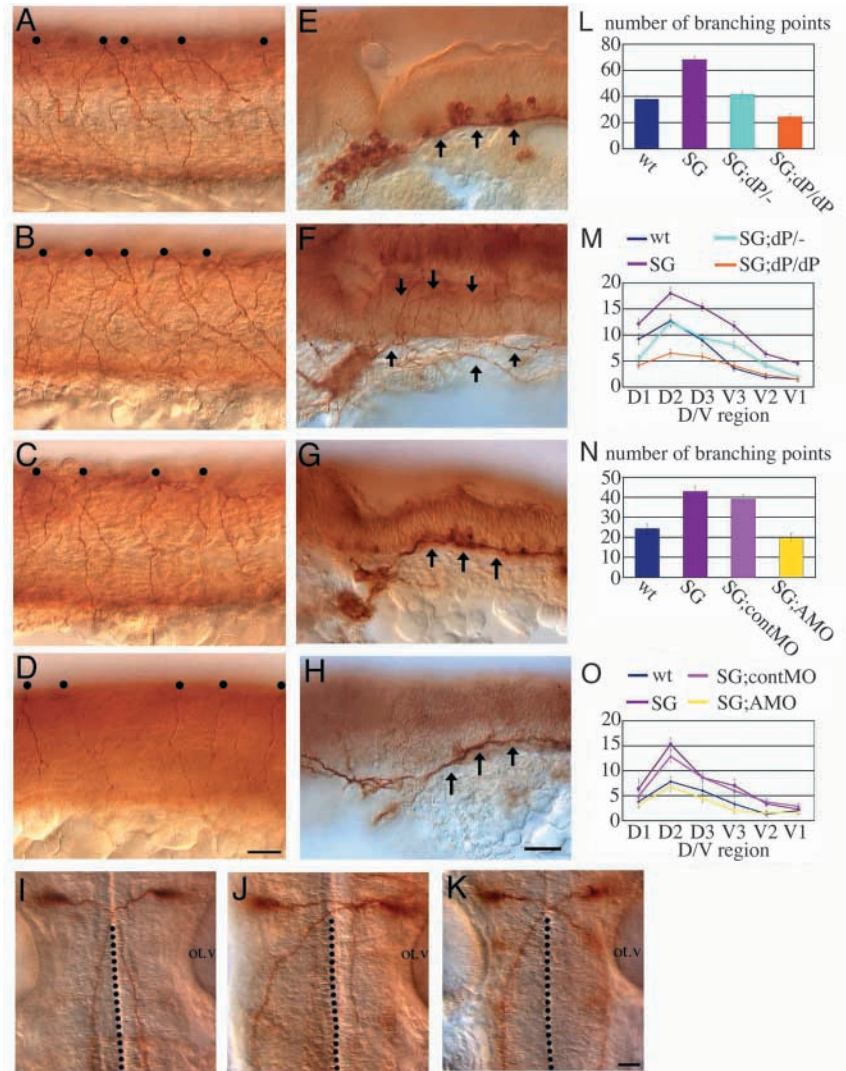 A
B
C
D
E
F
G
H
I
ot.v
J
ot.v
K
ot.v
L number of branching points
80
60
40
20
0
wt
SG
SG;dP/-
SG;dP/dP
M
wt
SG;dP/-
SG
SG;dP/dP
20
15
10
5
0
D1 D2 D3 V3 V2 V1
D/V region
N number of branching points
50
40
30
20
10
0
wt
SG
SG;contMO
SG;AMO
O
wt
SG;contMO
SG
SG;AMO
20
15
10
5
0
D1 D2 D3 V3 V2 V1
D/V region